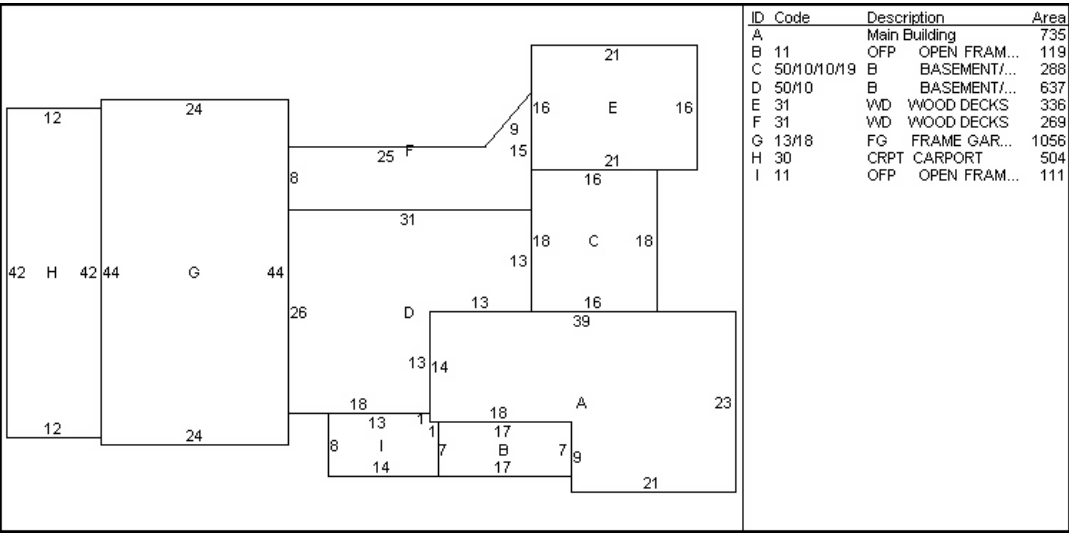 ID Code Description Area
A Main Building 735
B 11 OFP OPEN FRAM... 119
C 50/10/10/19 B BASEMENT/... 288
D 50/10 B BASEMENT/... 637
E 31 WD WOOD DECKS 336
F 31 WD WOOD DECKS 269
G 13/18 FG FRAME GAR... 1056
H 30 CRPT CARPORT 504
I 11 OFP OPEN FRAM... 111
21
24
12
16 E 16
9
25 F 15
21
8 16
31
18 C 18
13
42 H 42 44 G 44
13 16
26 D 39
13 14
18 A 23
12 24 13 1 18
1 17
8 I 7 B 7 9
14 17
21